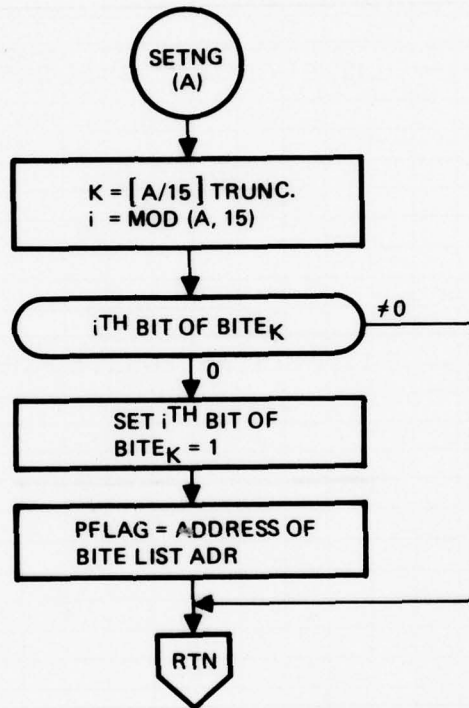 SETNG
(A)
K = [A/15] TRUNC.
i = MOD (A, 15)
iTH BIT OF BITEK
≠0
0
SET iTH BIT OF
BITEK = 1
PFLAG = ADDRESS OF
BITE LIST ADR
RTN